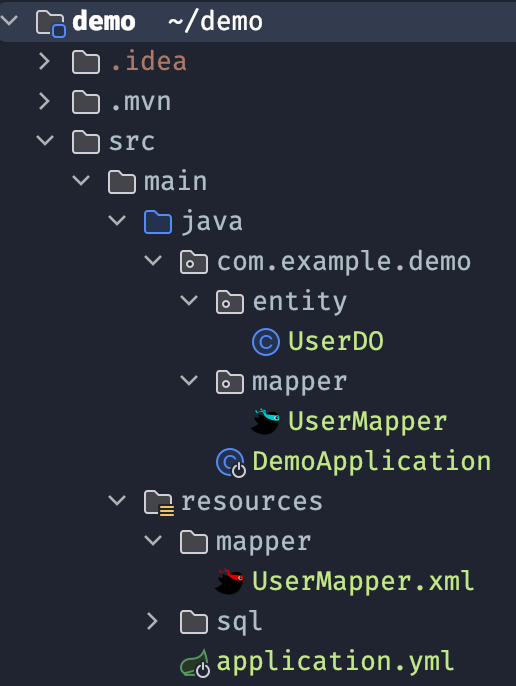 demo ~/demo
.idea
.mvn
src
main
java
com.example.demo
entity
UserDO
mapper
UserMapper
DemoApplication
resources
mapper
UserMapper.xml
sql
application.yml